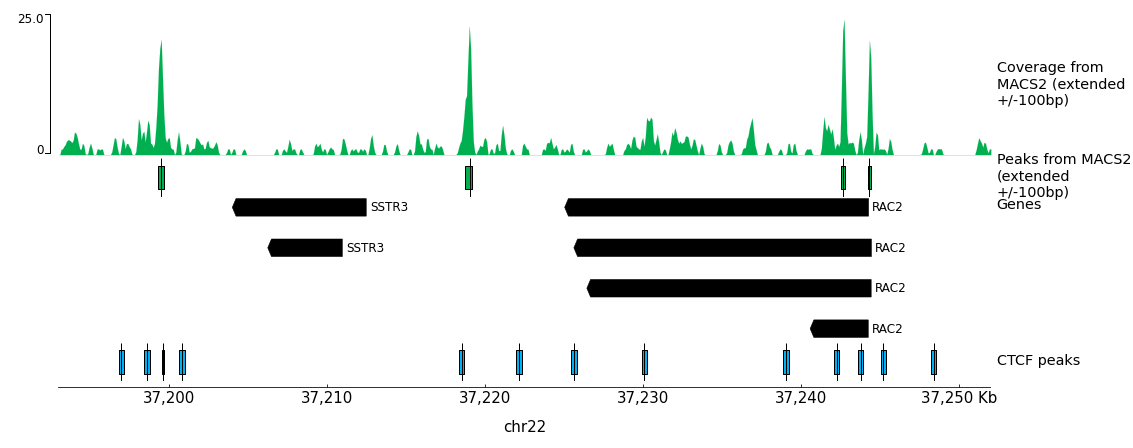 25.0
0
Coverage from
MACS2 (extended
+/-100bp)
Peaks from MACS2
(extended
+/-100bp)
Genes
SSTR3
RAC2
SSTR3
RAC2
RAC2
RAC2
CTCF peaks
37,200
37,210
37,220
37,230
37,240
37,250 Kb
chr22